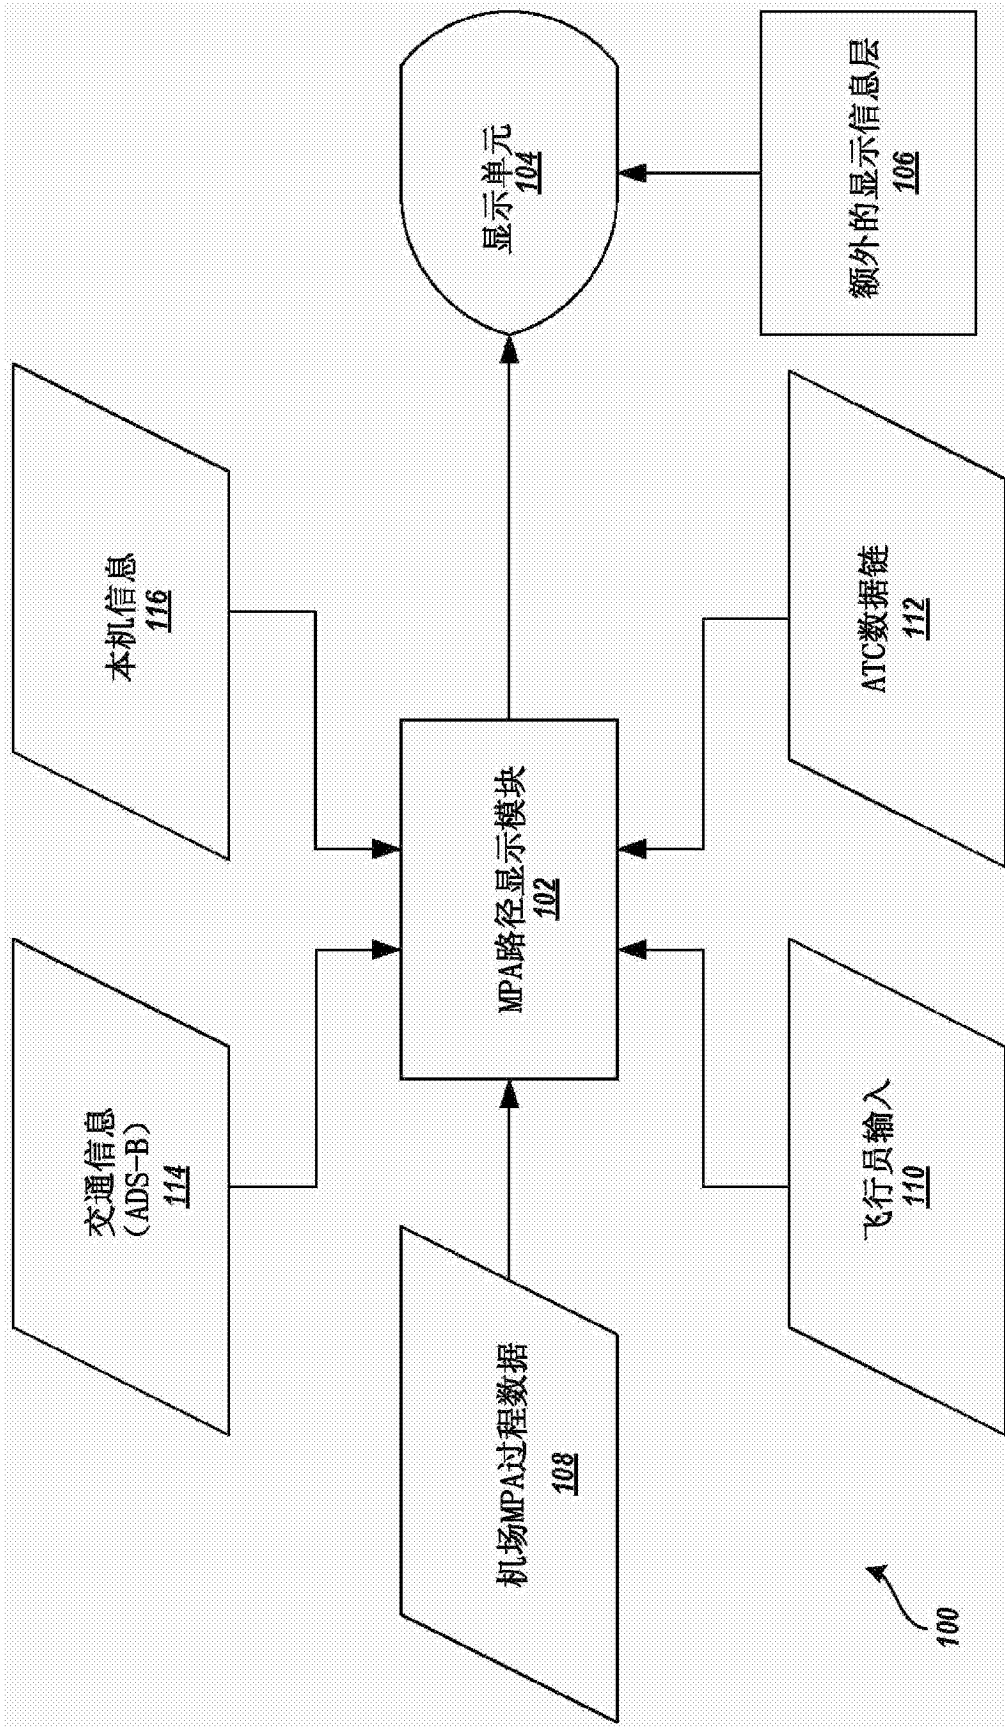 交通信息
(ADS-B)
114
本机信息
116
机场MPA过程数据
108
MPA路径显示模块
102
显示单元
104
飞行员输入
110
ATC数据链
112
额外的显示信息层
106
100